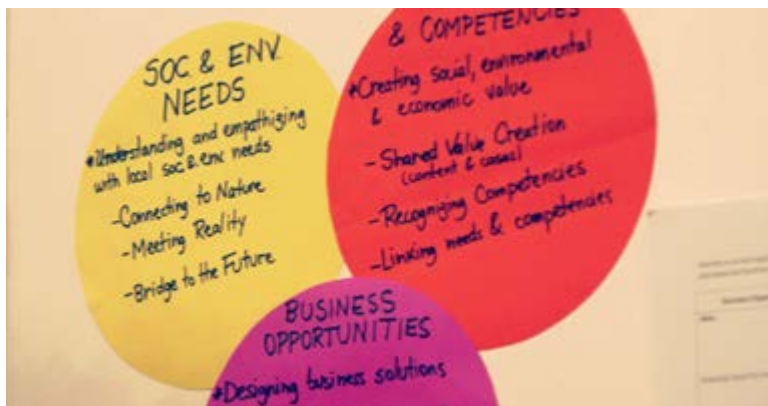 SOC & ENV
NEEDS
*Understanding and empathizing
with local soc & env needs
-Connecting to Nature
-Meeting Reality
-Bridge to the Future
& COMPETENCIES
*Creating social, environmental
& economic value
-Shared Value Creation
(content & cases)
-Recognizing Competencies
-Linking needs & competencies
BUSINESS
OPPORTUNITIES
*Designing business solutions